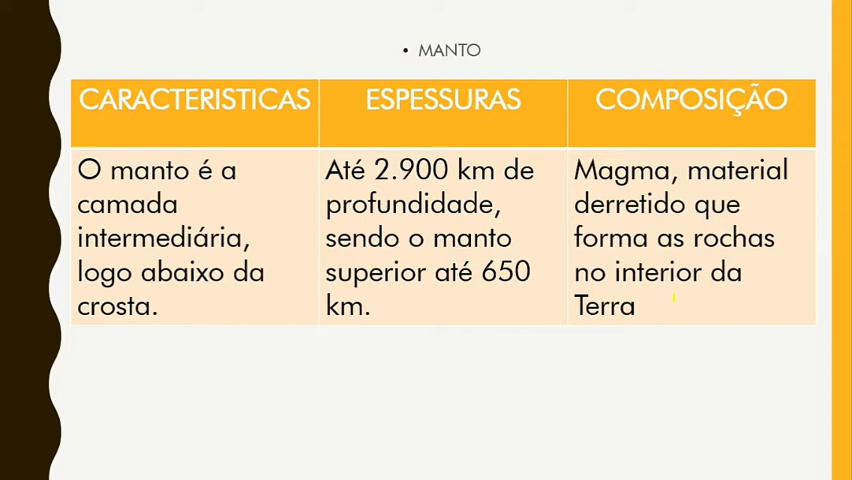 • MANTO
CARACTERISTICAS
ESPESSURAS
COMPOSIÇÃO
O manto é a
camada
intermediária,
logo abaixo da
crosta.
Até 2.900 km de
profundidade,
sendo o manto
superior até 650
km.
Magma, material
derretido que
forma as rochas
no interior da
Terra